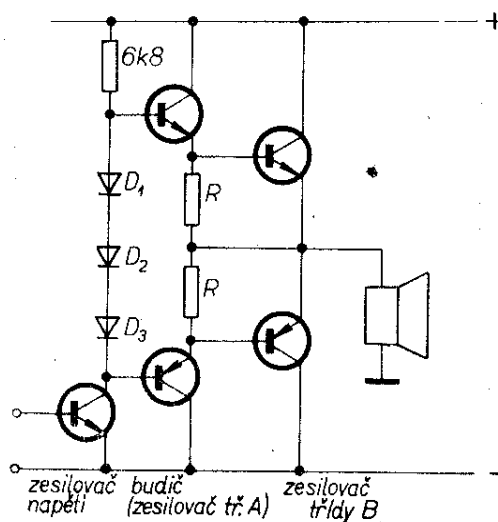 +
6k8
D1
R
D2
R
D3
zesilovač
napětí
budič
(zesilovač tř. A)
zesilovač
třídy B
-